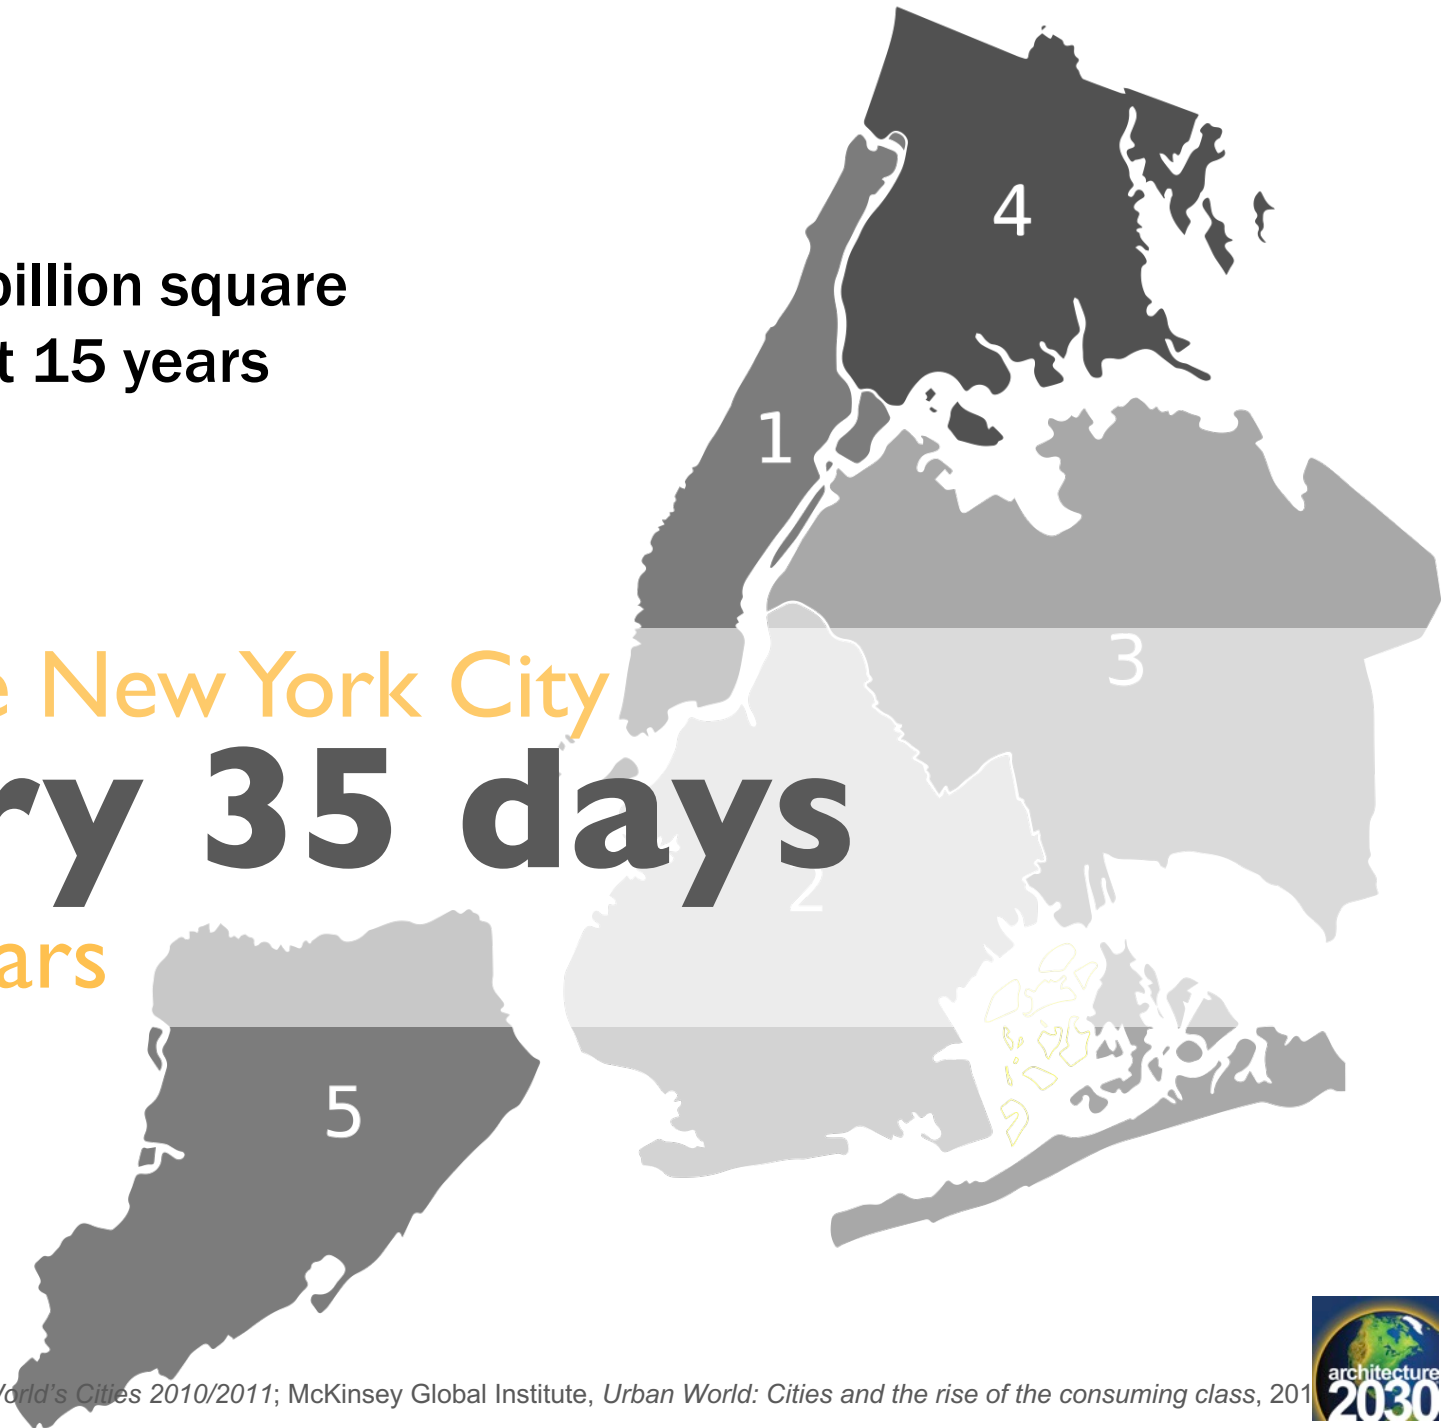 billion square
t 15 years
4
1
3
e New York City
ry 35 days
2
ars
5
World's Cities 2010/2011; McKinsey Global Institute, Urban World: Cities and the rise of the consuming class, 201
architecture
2030